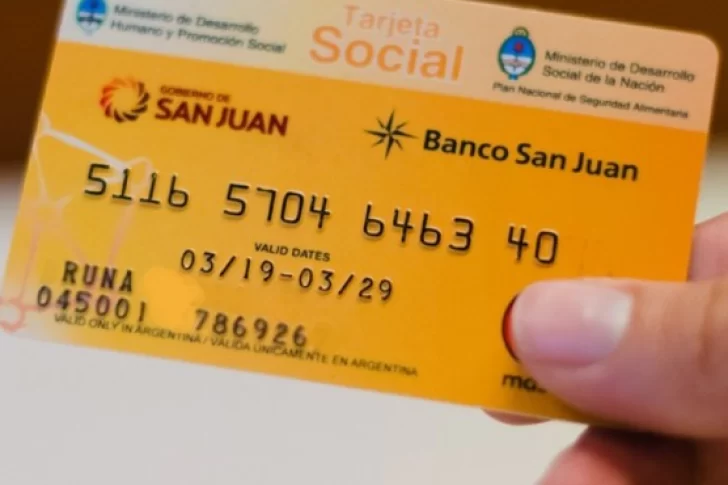 Ministerio de Desarrollo
Humano y Promoción Social
Tarjeta
Social
Ministerio de Desarrollo
Social de la Nación
Plan Nacional de Seguridad Alimentaria
GOBIERNO DE
SAN JUAN
Banco San Juan
5116 5704 6463 40
VALID DATES
03/19-03/29
RUNA
045001 786926
VALID ONLY IN ARGENTINA / VALIDA UNICAMENTE EN ARGENTINA